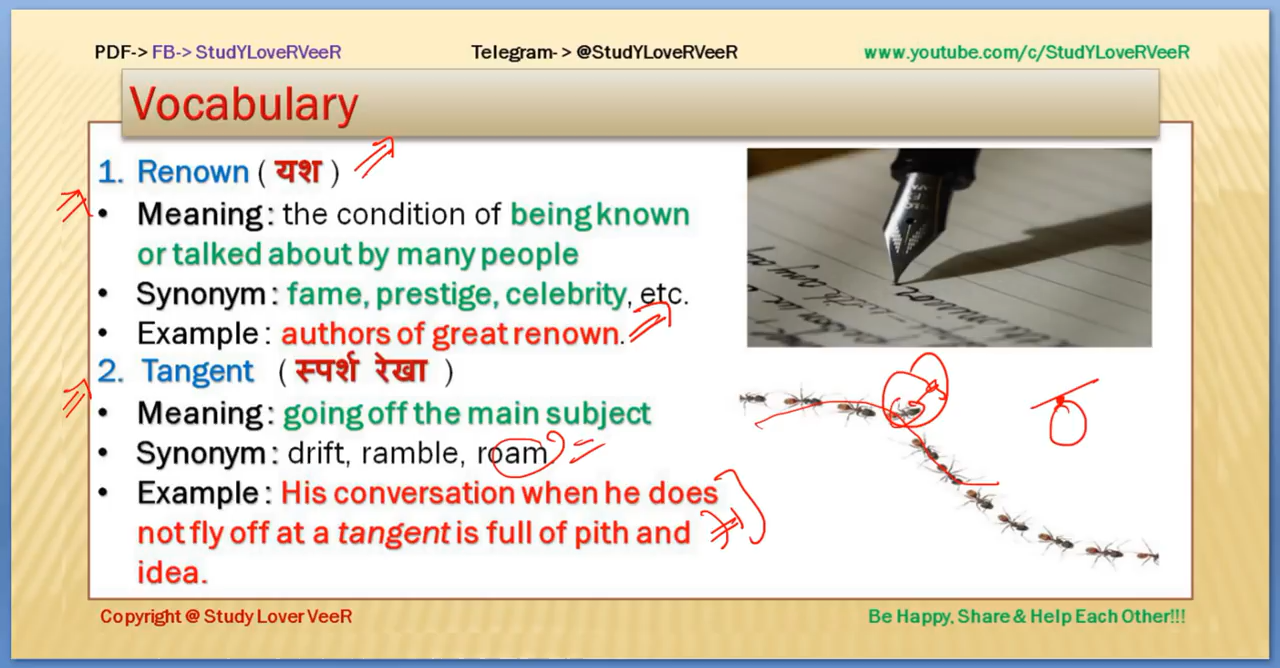 PDF-> FB-> StudYLoveRVeeR
Telegram- > @StudYLoveRVeeR
www.youtube.com/c/StudYLoveRVeeR
Vocabulary
1. Renown ( यश )
• Meaning : the condition of being known
or talked about by many people
• Synonym : fame, prestige, celebrity, etc.
• Example : authors of great renown.
2. Tangent ( स्पर्श रेखा )
• Meaning : going off the main subject
• Synonym : drift, ramble, roam
• Example : His conversation when he does
not fly off at a tangent is full of pith and
idea.
Copyright @ Study Lover VeeR
Be Happy, Share & Help Each Other!!!